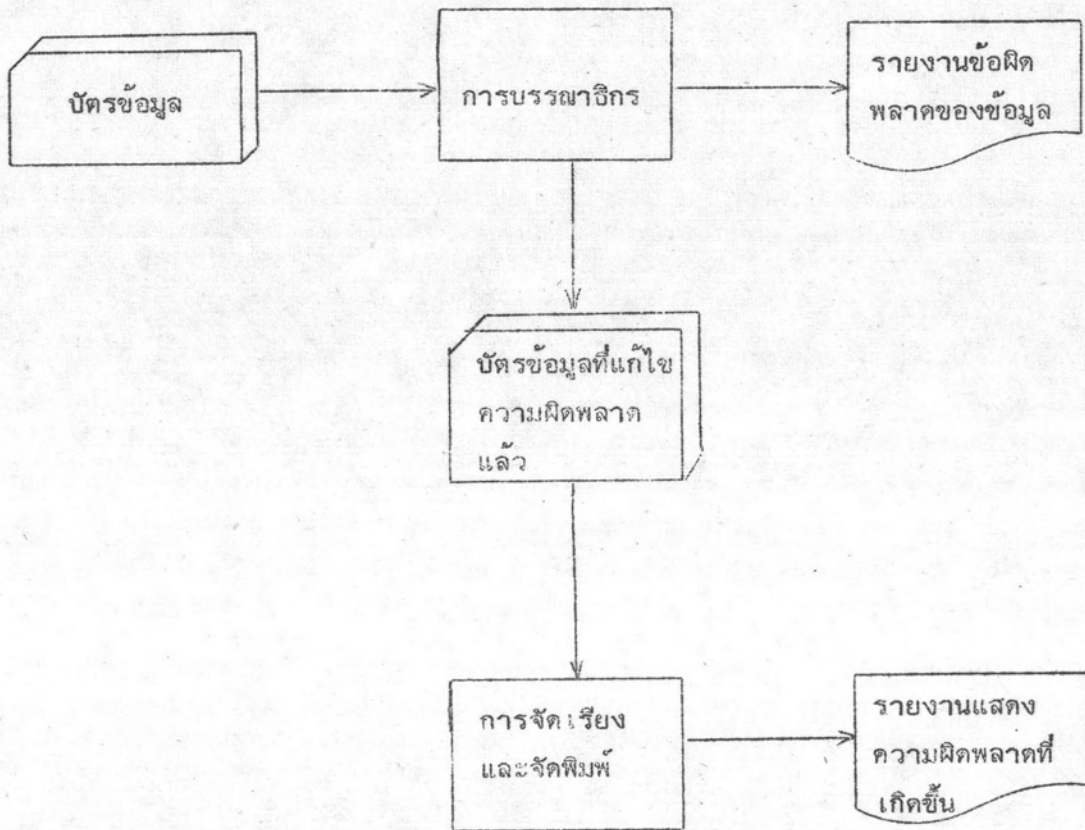 บัตรข้อมูล
การบรรณาธิกร
รายงานข้อผิด
พลาดของข้อมูล
บัตรข้อมูลที่แก้ไข
ความผิดพลาด
แล้ว
การจัดเรียง
และจัดพิมพ์
รายงานแสดง
ความผิดพลาดที่
เกิดขึ้น